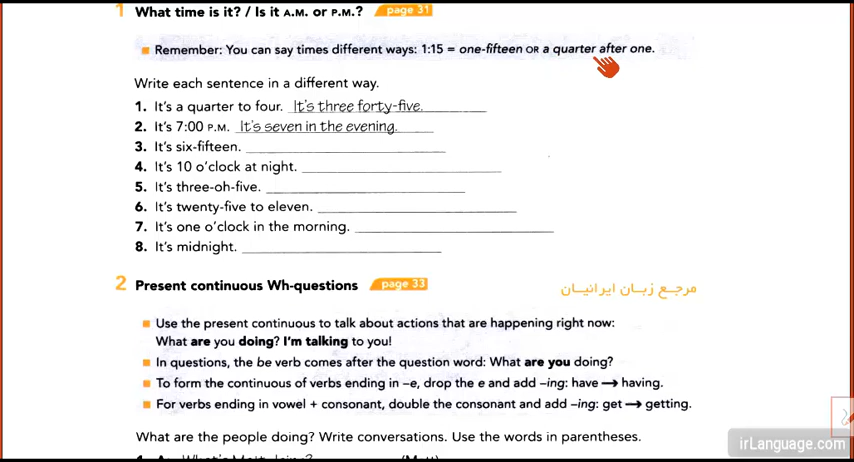 1 What time is it? / Is it A.M. or P.M.? page 31
Remember: You can say times different ways: 1:15 = one-fifteen OR a quarter after one.
Write each sentence in a different way.
1. It's a quarter to four. It's three forty-five.
2. It's 7:00 P.M. It's seven in the evening.
3. It's six-fifteen.
4. It's 10 o'clock at night.
5. It's three-oh-five.
6. It's twenty-five to eleven.
7. It's one o'clock in the morning.
8. It's midnight.
2 Present continuous Wh-questions page 33
مرجـع زبـان ایرانیـان
Use the present continuous to talk about actions that are happening right now:
What are you doing? I'm talking to you!
In questions, the be verb comes after the question word: What are you doing?
To form the continuous of verbs ending in –e, drop the e and add –ing: have → having.
For verbs ending in vowel + consonant, double the consonant and add –ing: get → getting.
What are the people doing? Write conversations. Use the words in parentheses.
irLanguage.com